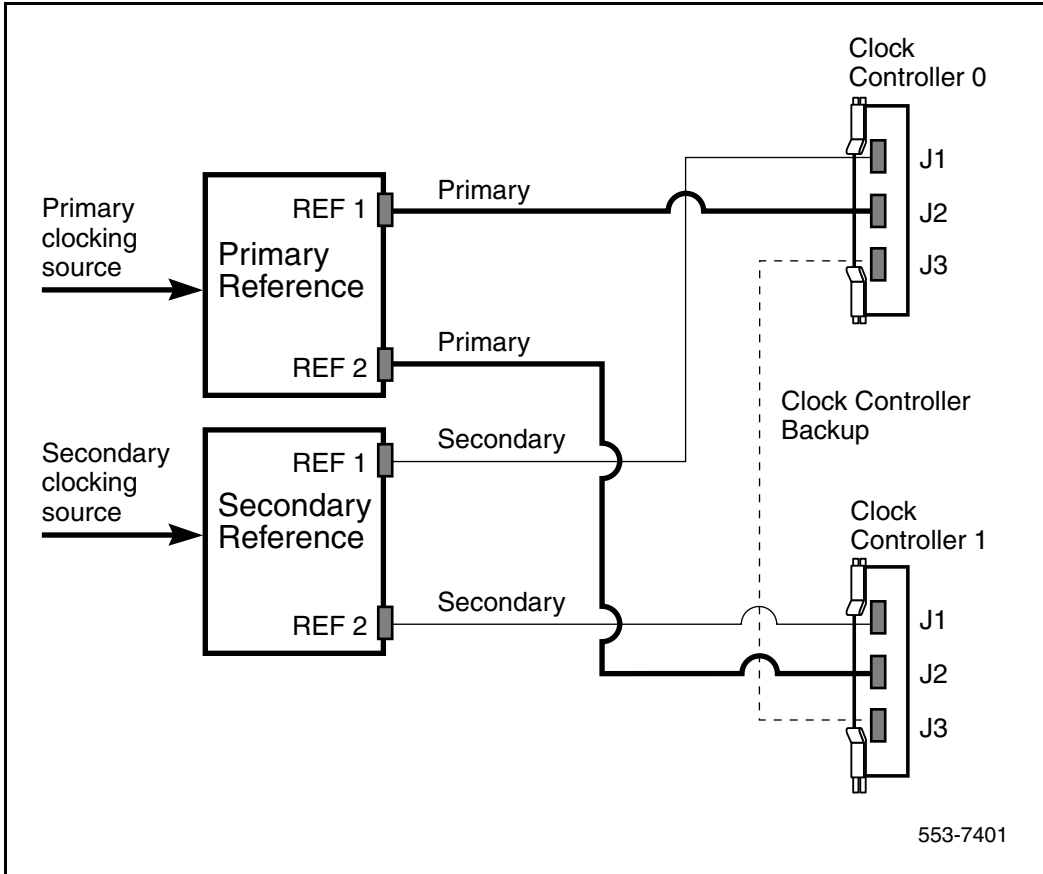 Clock
Controller 0
J1
J2
J3
Primary
clocking
source
REF 1
Primary
Reference
REF 2
Primary
Primary
Secondary
clocking
source
REF 1
Secondary
Reference
REF 2
Secondary
Secondary
Clock Controller
Backup
Clock
Controller 1
J1
J2
J3
553-7401